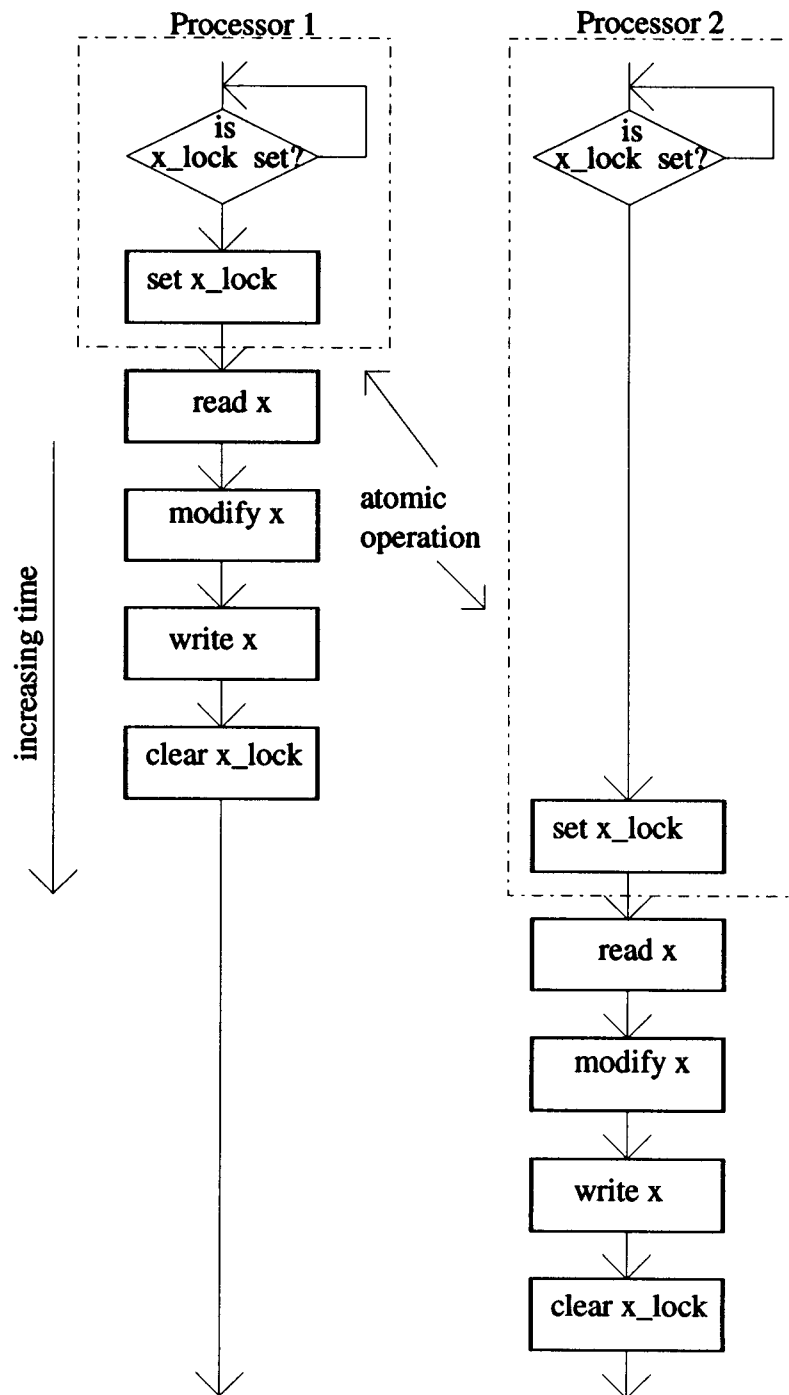 Processor 1
is
x_lock set?
set x_lock
read x
modify x
write x
clear x_lock
increasing time
atomic
operation
Processor 2
is
x_lock set?
set x_lock
read x
modify x
write x
clear x_lock